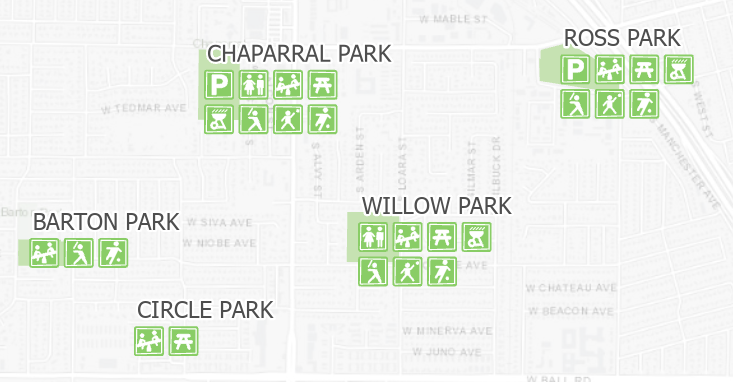 W MABLE ST
ROSS PARK
CHAPARRAL PARK
P
P
W TEDMAR AVE
S WEST ST
S MANCHESTER AVE
S ALVY ST
S ARDEN ST
LOARA ST
GILMAR ST
WILLOW PARK
BARTON PARK
W SIVA AVE
W NIOBE AVE
AVE
W CHATEAU AVE
CIRCLE PARK
W BEACON AVE
W MINERVA AVE
W JUNO AVE
W BALL RD